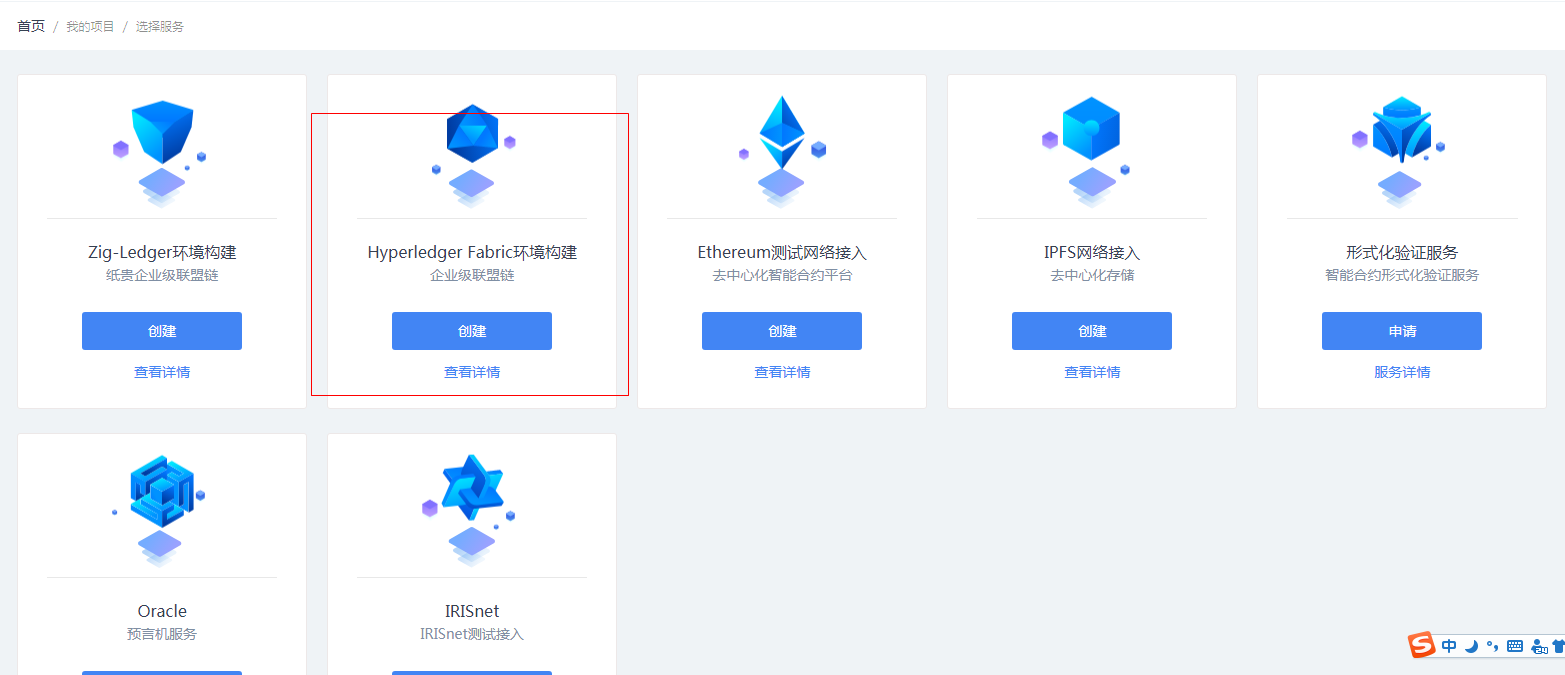 首页 / 我的项目 / 选择服务
Zig-Ledger环境构建
纸贵企业级联盟链
创建
查看详情
Hyperledger Fabric环境构建
企业级联盟链
创建
查看详情
Ethereum测试网络接入
去中心化智能合约平台
创建
查看详情
IPFS网络接入
去中心化存储
创建
查看详情
形式化验证服务
智能合约形式化验证服务
申请
服务详情
Oracle
预言机服务
IRISnet
IRISnet测试接入
S中